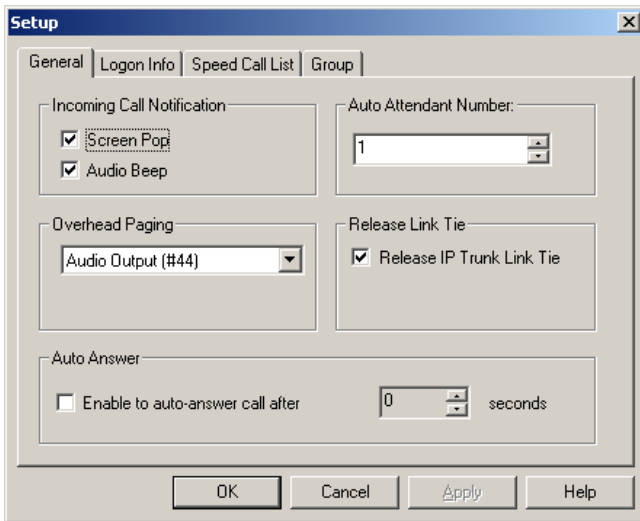 Setup
General
Logon Info
Speed Call List
Group
Incoming Call Notification
Screen Pop
Audio Beep
Auto Attendant Number:
1
Overhead Paging
Audio Output (#44)
Release Link Tie
Release IP Trunk Link Tie
Auto Answer
Enable to auto-answer call after 0 seconds
OK
Cancel
Apply
Help